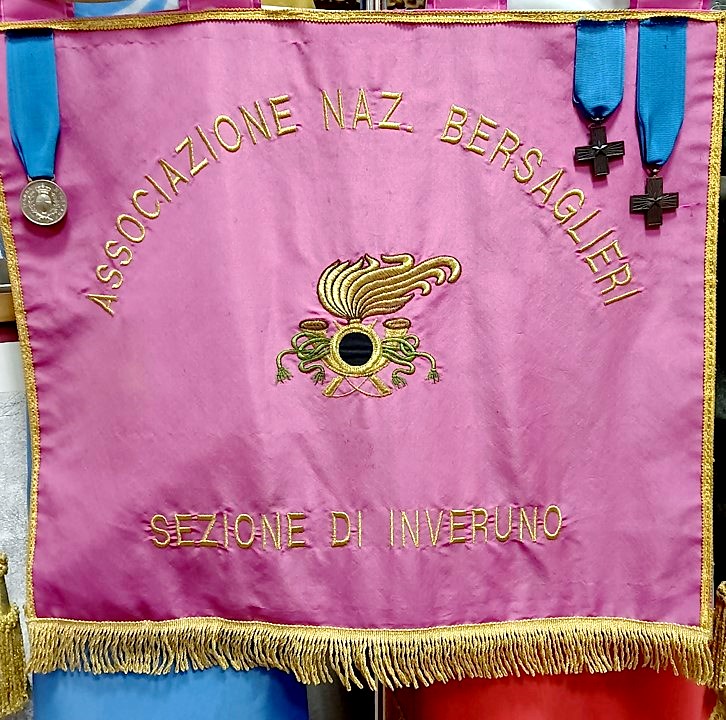 ASSOCIAZIONE NAZ. BERSAGLIERI
SEZIONE DI INVERUNO